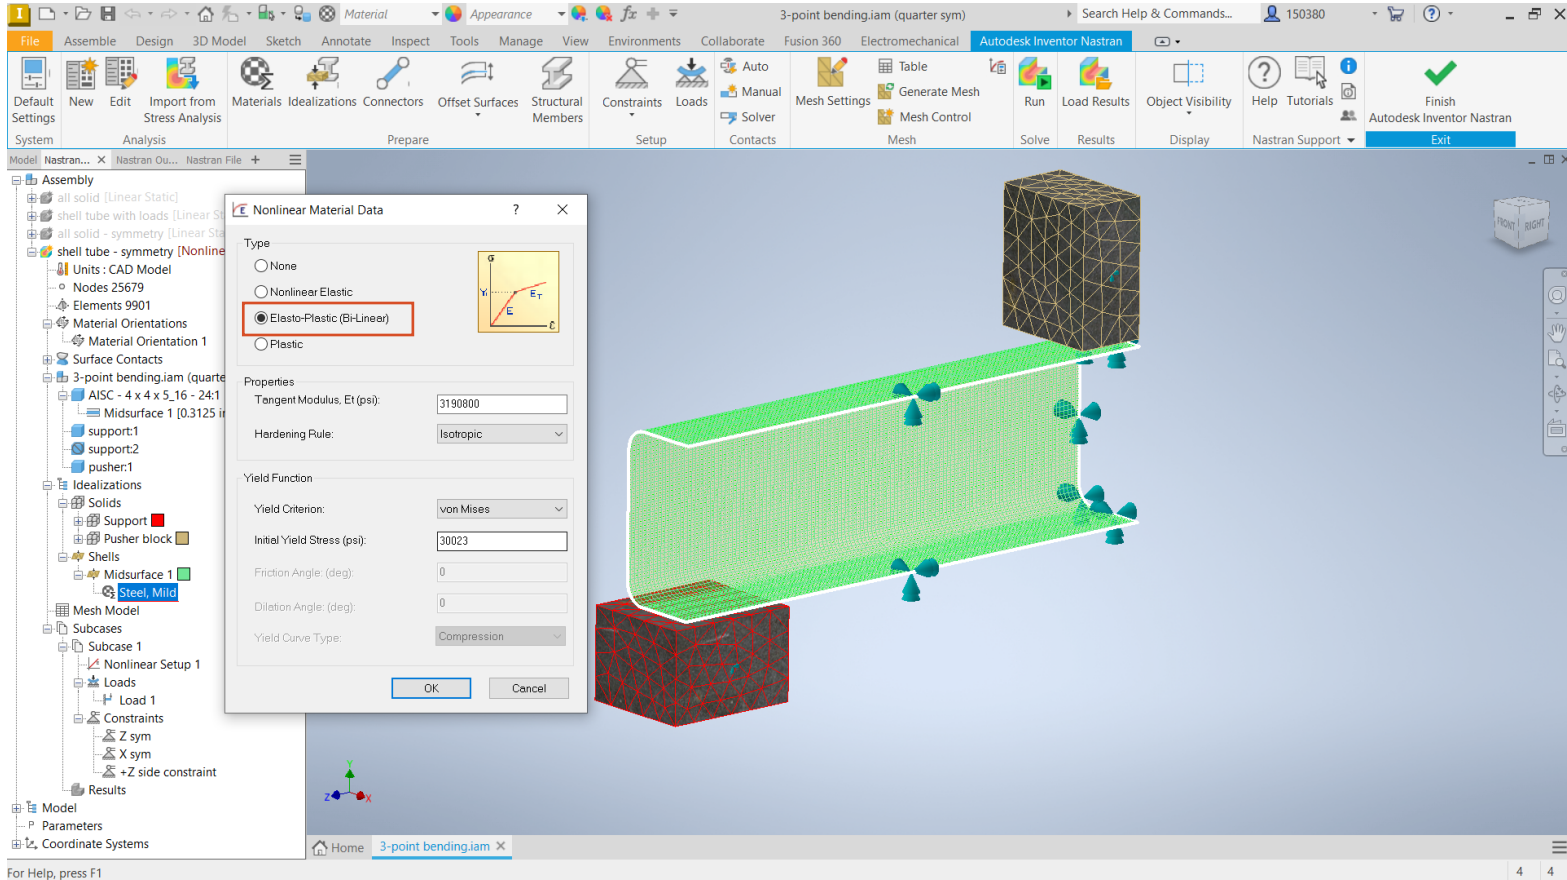 Material
Appearance
fx
3-point bending.iam (quarter sym)
Search Help & Commands...
150380
File Assemble Design 3D Model Sketch Annotate Inspect Tools Manage View Environments Collaborate Fusion 360 Electromechanical Autodesk Inventor Nastran
Default Settings
New
Edit
Import from Stress Analysis
Materials
Idealizations
Connectors
Offset Surfaces
Structural Members
Constraints
Loads
Auto
Manual
Solver
Mesh Settings
Table
Generate Mesh
Mesh Control
Run
Load Results
Object Visibility
Help
Tutorials
Finish
Autodesk Inventor Nastran
System Analysis Prepare Setup Contacts Mesh Solve Results Display Nastran Support Exit
Model Nastran... Nastran Ou... Nastran File
Assembly
all solid [Linear Static]
shell tube with loads [Linear St
all solid - symmetry [Linear Sta
shell tube - symmetry [Nonline
Units : CAD Model
Nodes 25679
Elements 9901
Material Orientations
Material Orientation 1
Surface Contacts
3-point bending.iam (quarte
AISC - 4 x 4 x 5_16 - 24:1
Midsurface 1 [0.3125 in
support:1
support:2
pusher:1
Idealizations
Solids
Support
Pusher block
Shells
Midsurface 1
Steel, Mild
Mesh Model
Subcases
Subcase 1
Nonlinear Setup 1
Loads
Load 1
Constraints
Z sym
X sym
+Z side constraint
Results
Model
Parameters
Coordinate Systems
Nonlinear Material Data
Type
None
Nonlinear Elastic
Elasto-Plastic (Bi-Linear)
Plastic
σ
Yi
ET
E
ε
Properties
Tangent Modulus, Et (psi): 3190800
Hardening Rule: Isotropic
Yield Function
Yield Criterion: von Mises
Initial Yield Stress (psi): 30023
Friction Angle: (deg): 0
Dilation Angle: (deg): 0
Yield Curve Type: Compression
OK Cancel
FRONT RIGHT
Y
Z X
Home 3-point bending.iam
For Help, press F1
4 4